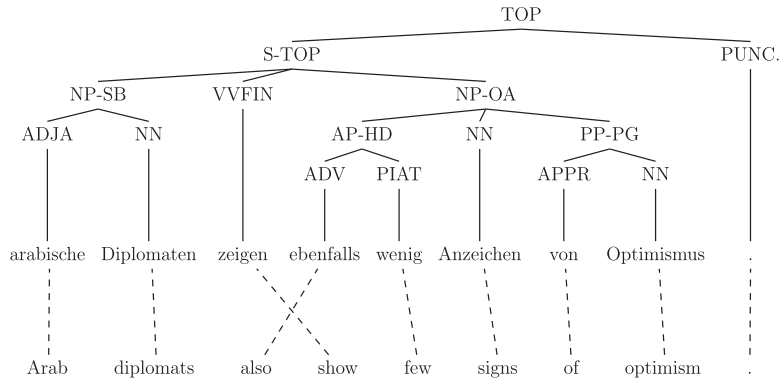 TOP
S-TOP PUNC.
NP-SB VVFIN NP-OA
ADJA NN AP-HD NN PP-PG
ADV PIAT APPR NN
arabische Diplomaten zeigen ebenfalls wenig Anzeichen von Optimismus .
Arab diplomats also show few signs of optimism .